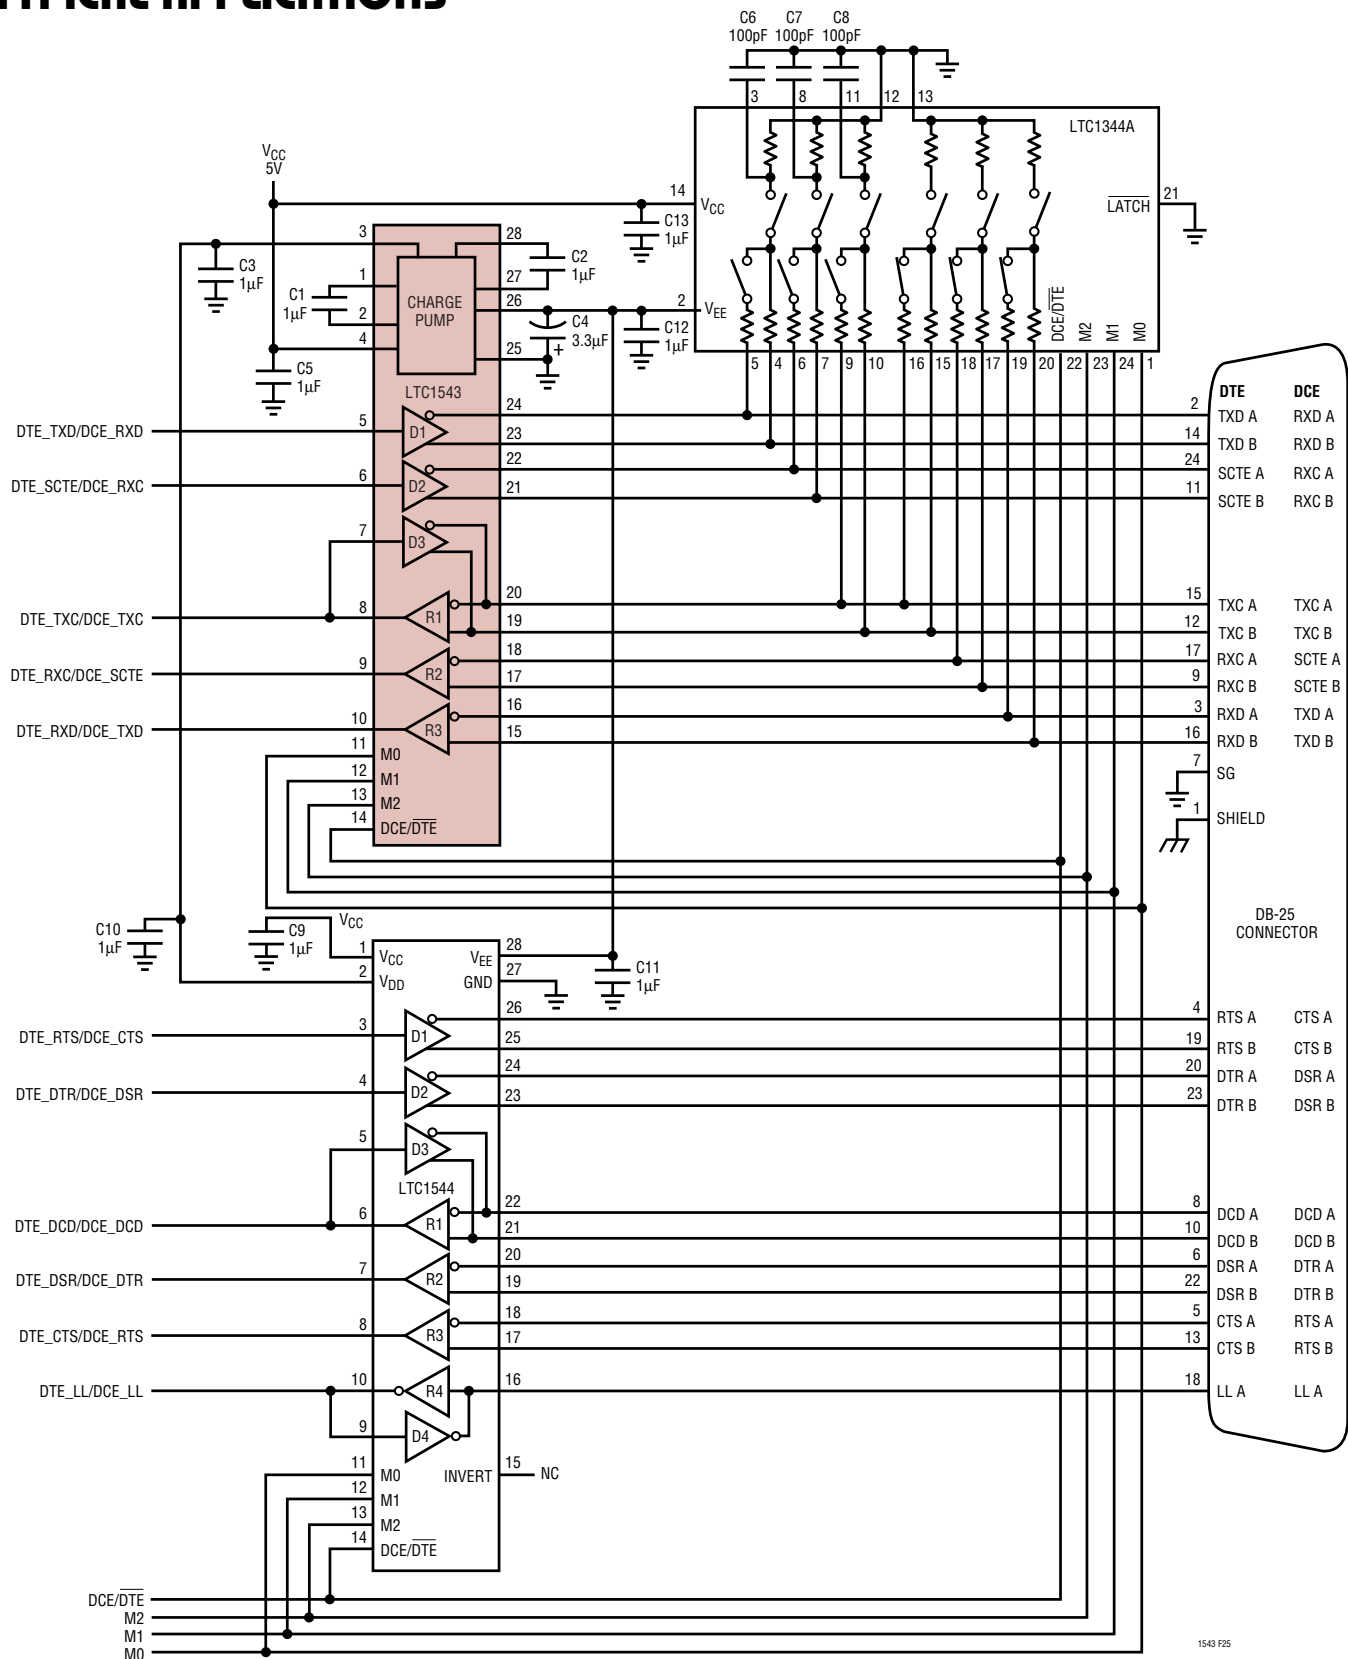 C6 C7 C8
100pF 100pF 100pF
3 8 11 12 13
LTC1344A
VCC
5V
14 VCC
LATCH 21
C13
1µF
3 28
C3
1µF
C2
1µF
1 27
CHARGE
PUMP
C1
1µF
2 26
2 VEE
C4
3.3µF
+
C12
1µF
4 25
DCE/DTE M2 M1 M0
C5
1µF
5 4 6 7 9 10 16 15 18 17 19 20 22 23 24 1
LTC1543
DTE DCE
DTE_TXD/DCE_RXD 5 D1 24 2 TXD A RXD A
23 14 TXD B RXD B
DTE_SCTE/DCE_RXC 6 D2 22 24 SCTE A RXC A
21 11 SCTE B RXC B
7 D3
DTE_TXC/DCE_TXC 8 R1 20 15 TXC A TXC A
19 12 TXC B TXC B
DTE_RXC/DCE_SCTE 9 R2 18 17 RXC A SCTE A
17 9 RXC B SCTE B
DTE_RXD/DCE_TXD 10 R3 16 3 RXD A TXD A
15 16 RXD B TXD B
11 M0
7 SG
12 M1
13 M2
1 SHIELD
14 DCE/DTE
DB-25
CONNECTOR
C10
1µF
C9
1µF
VCC
1 VCC VEE 28
2 VDD GND 27
C11
1µF
DTE_RTS/DCE_CTS 3 D1 26 4 RTS A CTS A
25 19 RTS B CTS B
DTE_DTR/DCE_DSR 4 D2 24 20 DTR A DSR A
23 23 DTR B DSR B
5 D3
LTC1544
DTE_DCD/DCE_DCD 6 R1 22 8 DCD A DCD A
21 10 DCD B DCD B
DTE_DSR/DCE_DTR 7 R2 20 6 DSR A DTR A
19 22 DSR B DTR B
DTE_CTS/DCE_RTS 8 R3 18 5 CTS A RTS A
17 13 CTS B RTS B
DTE_LL/DCE_LL 10 R4 16 18 LL A LL A
9 D4
11 M0 INVERT 15 NC
12 M1
13 M2
14 DCE/DTE
DCE/DTE
M2
M1
M0
1543 F25